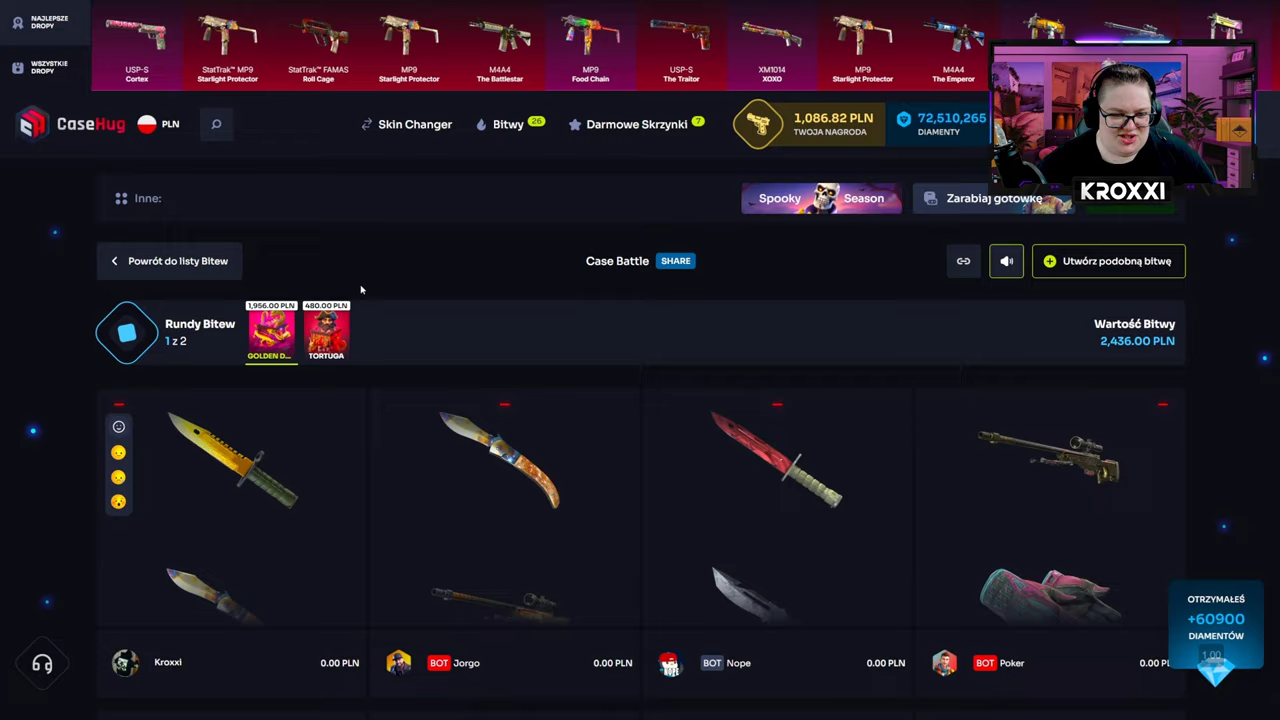 NAJLEPSZE
DROPY
WSZYSTKIE
DROPY
USP-S
Cortex
StatTrak™ MP9
Starlight Protector
StatTrak™ FAMAS
Roll Cage
MP9
Starlight Protector
M4A4
The Battlestar
MP9
Food Chain
USP-S
The Traitor
XM1014
XOXO
MP9
Starlight Protector
M4A4
The Emperor
CaseHug
PLN
Skin Changer
Bitwy 26
Darmowe Skrzynki 7
1,086.82 PLN
TWOJA NAGRODA
72,510,265
DIAMENTY
KROXXI
Inne:
Spooky Season
Zarabiaj gotówkę
Powrót do listy Bitew
Case Battle SHARE
Utwórz podobną bitwę
Rundy Bitew
1 z 2
1,956.00 PLN
GOLDEN D...
480.00 PLN
TORTUGA
Wartość Bitwy
2,436.00 PLN
Kroxxi 0.00 PLN
BOT Jorgo 0.00 PLN
BOT Nope 0.00 PLN
BOT Poker
OTRZYMAŁEŚ
+60900
DIAMENTÓW
1.00